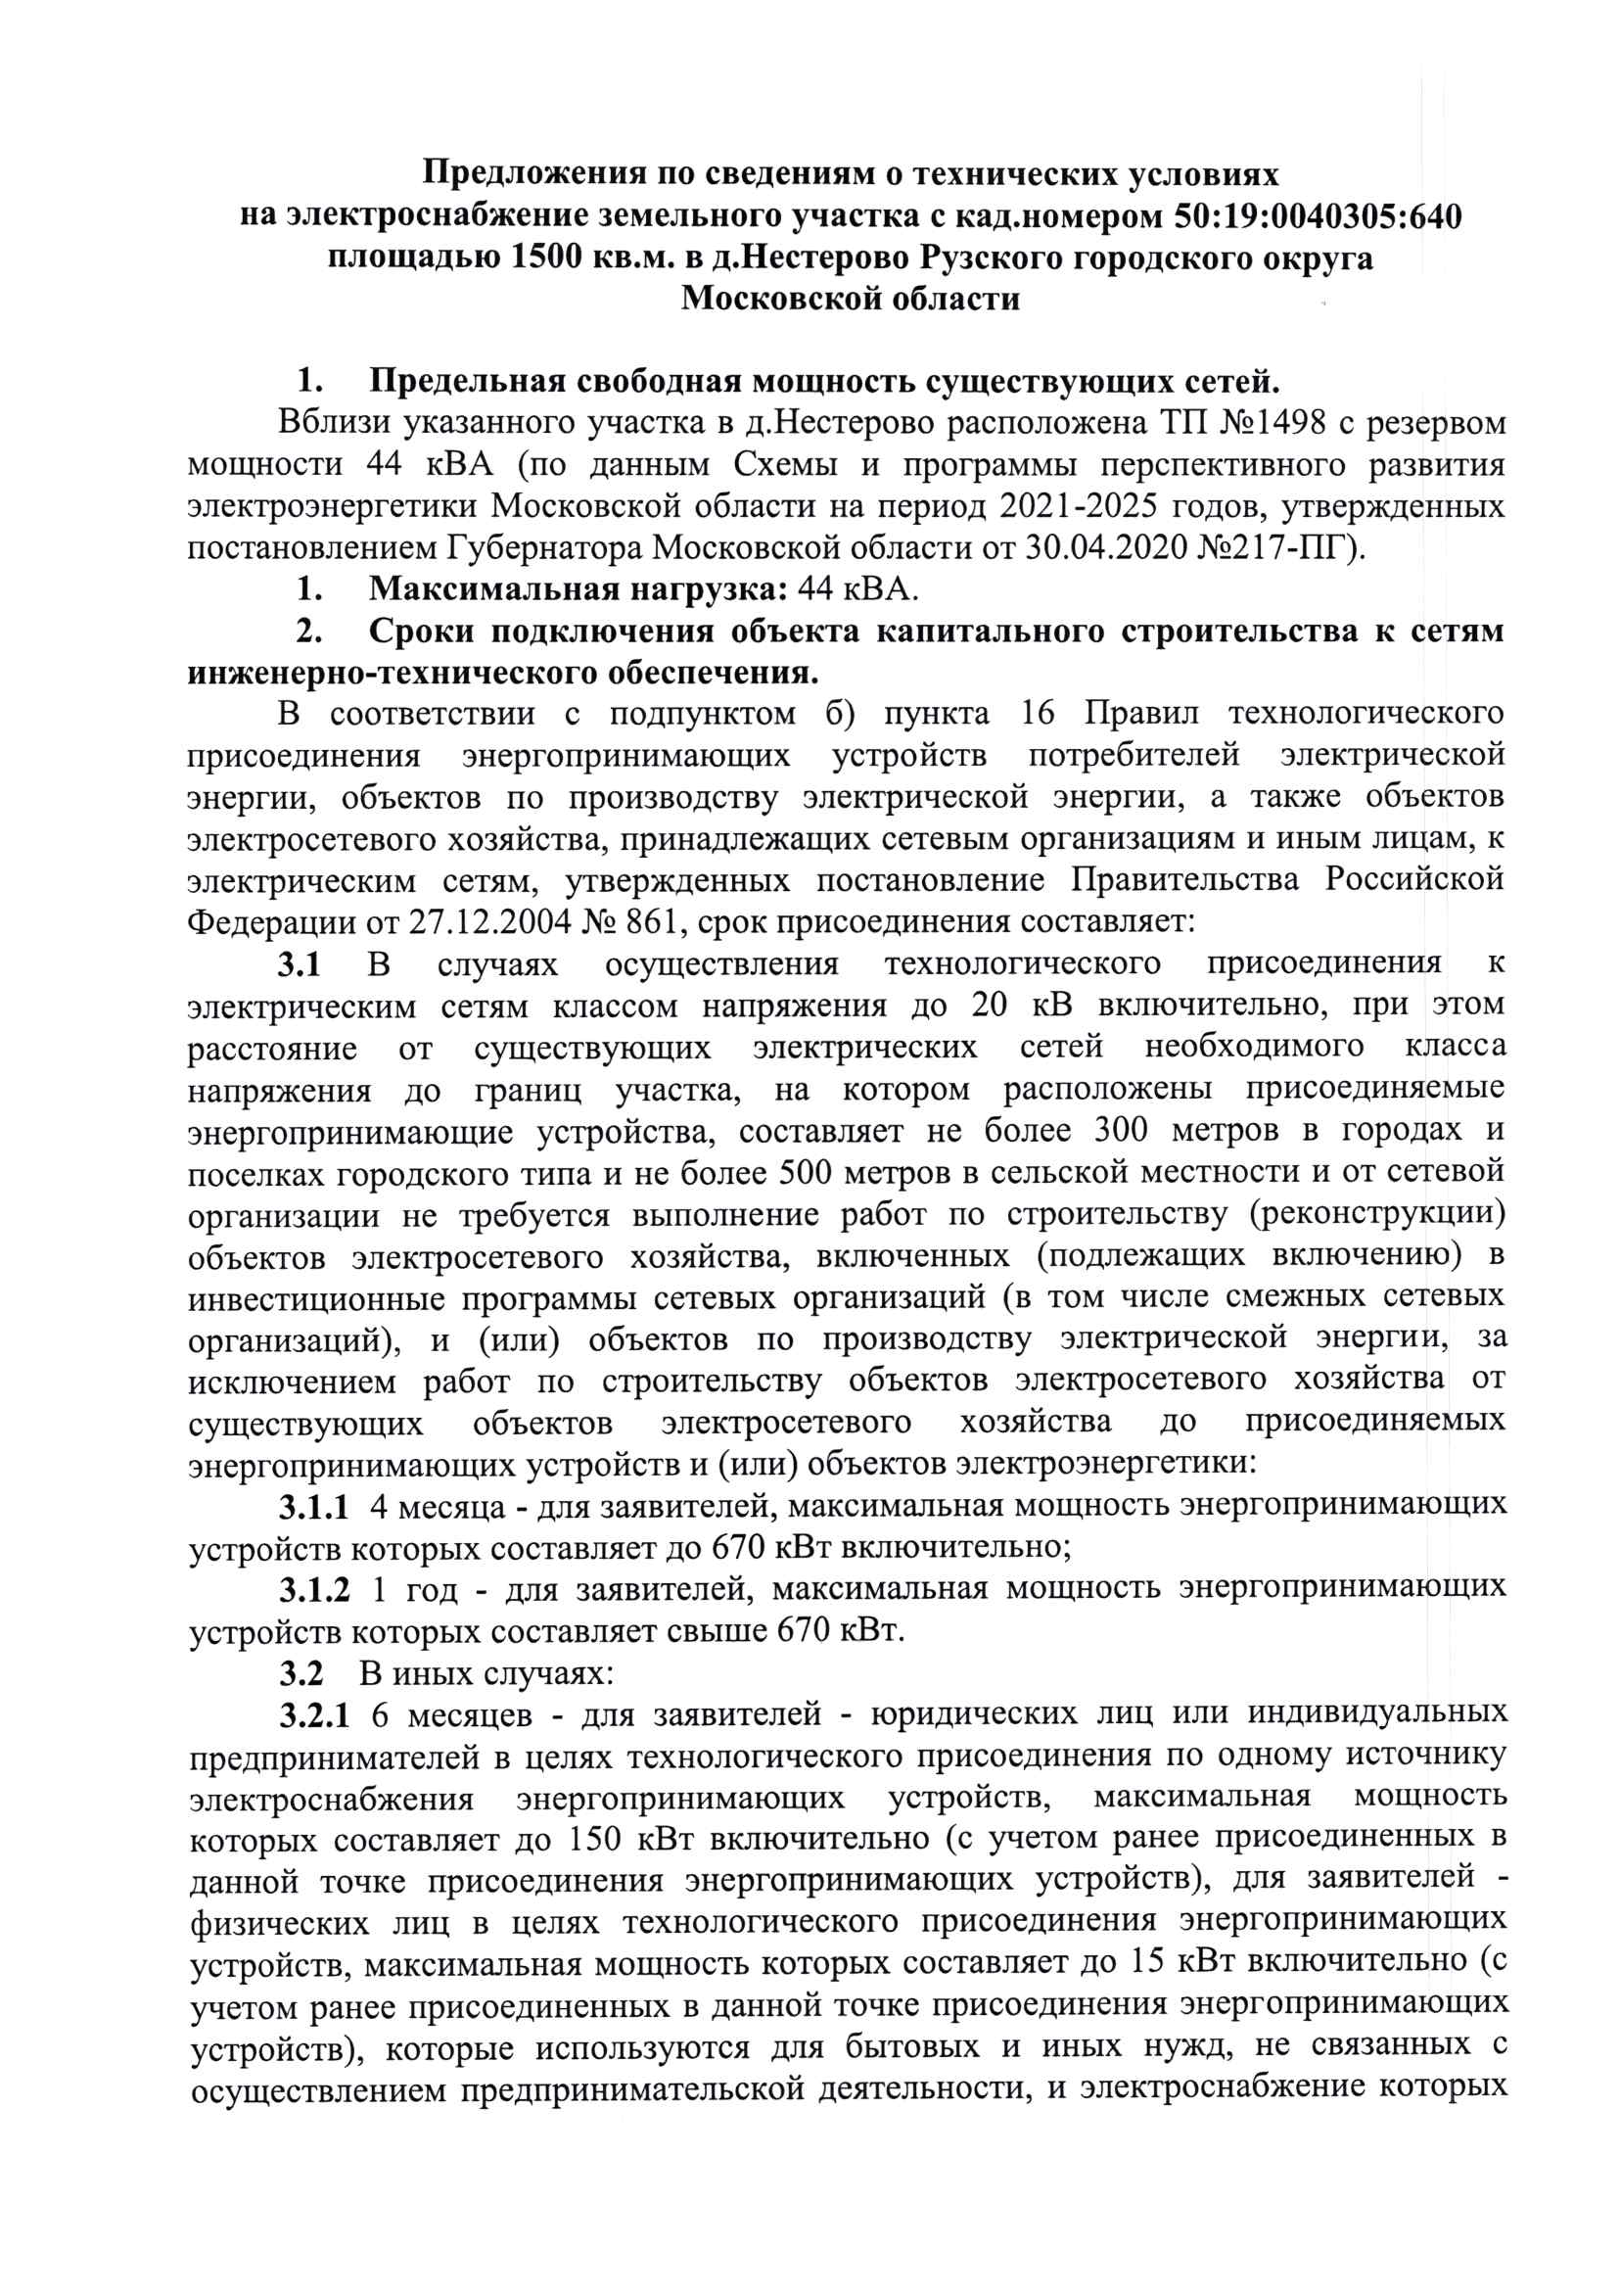 Предложения по сведениям о технических условиях
на электроснабжение земельного участка с кад.номером 50:19:0040305:640
площадью 1500 кв.м. в д.Нестерово Рузского городского округа
Московской области
1. Предельная свободная мощность существующих сетей.
Вблизи указанного участка в д.Нестерово расположена ТП №1498 с резервом
мощности 44 кВА (по данным Схемы и программы перспективного развития
электроэнергетики Московской области на период 2021-2025 годов, утвержденных
постановлением Губернатора Московской области от 30.04.2020 №217-ПГ).
1. Максимальная нагрузка: 44 кВА.
2. Сроки подключения объекта капитального строительства к сетям
инженерно-технического обеспечения.
В соответствии с подпунктом б) пункта 16 Правил технологического
присоединения энергопринимающих устройств потребителей электрической
энергии, объектов по производству электрической энергии, а также объектов
электросетевого хозяйства, принадлежащих сетевым организациям и иным лицам, к
электрическим сетям, утвержденных постановление Правительства Российской
Федерации от 27.12.2004 № 861, срок присоединения составляет:
3.1 В случаях осуществления технологического присоединения к
электрическим сетям классом напряжения до 20 кВ включительно, при этом
расстояние от существующих электрических сетей необходимого класса
напряжения до границ участка, на котором расположены присоединяемые
энергопринимающие устройства, составляет не более 300 метров в городах и
поселках городского типа и не более 500 метров в сельской местности и от сетевой
организации не требуется выполнение работ по строительству (реконструкции)
объектов электросетевого хозяйства, включенных (подлежащих включению) в
инвестиционные программы сетевых организаций (в том числе смежных сетевых
организаций), и (или) объектов по производству электрической энергии, за
исключением работ по строительству объектов электросетевого хозяйства от
существующих объектов электросетевого хозяйства до присоединяемых
энергопринимающих устройств и (или) объектов электроэнергетики:
3.1.1 4 месяца - для заявителей, максимальная мощность энергопринимающих
устройств которых составляет до 670 кВт включительно;
3.1.2 1 год - для заявителей, максимальная мощность энергопринимающих
устройств которых составляет свыше 670 кВт.
3.2 В иных случаях:
3.2.1 6 месяцев - для заявителей - юридических лиц или индивидуальных
предпринимателей в целях технологического присоединения по одному источнику
электроснабжения энергопринимающих устройств, максимальная мощность
которых составляет до 150 кВт включительно (с учетом ранее присоединенных в
данной точке присоединения энергопринимающих устройств), для заявителей -
физических лиц в целях технологического присоединения энергопринимающих
устройств, максимальная мощность которых составляет до 15 кВт включительно (с
учетом ранее присоединенных в данной точке присоединения энергопринимающих
устройств), которые используются для бытовых и иных нужд, не связанных с
осуществлением предпринимательской деятельности, и электроснабжение которых